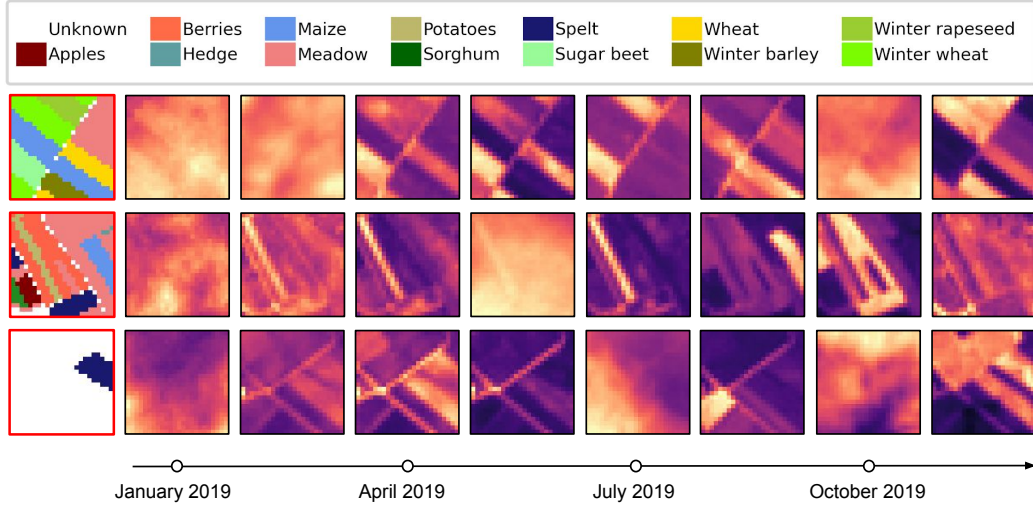 Unknown Berries Maize Potatoes Spelt Wheat Winter rapeseed
Apples Hedge Meadow Sorghum Sugar beet Winter barley Winter wheat
January 2019 April 2019 July 2019 October 2019